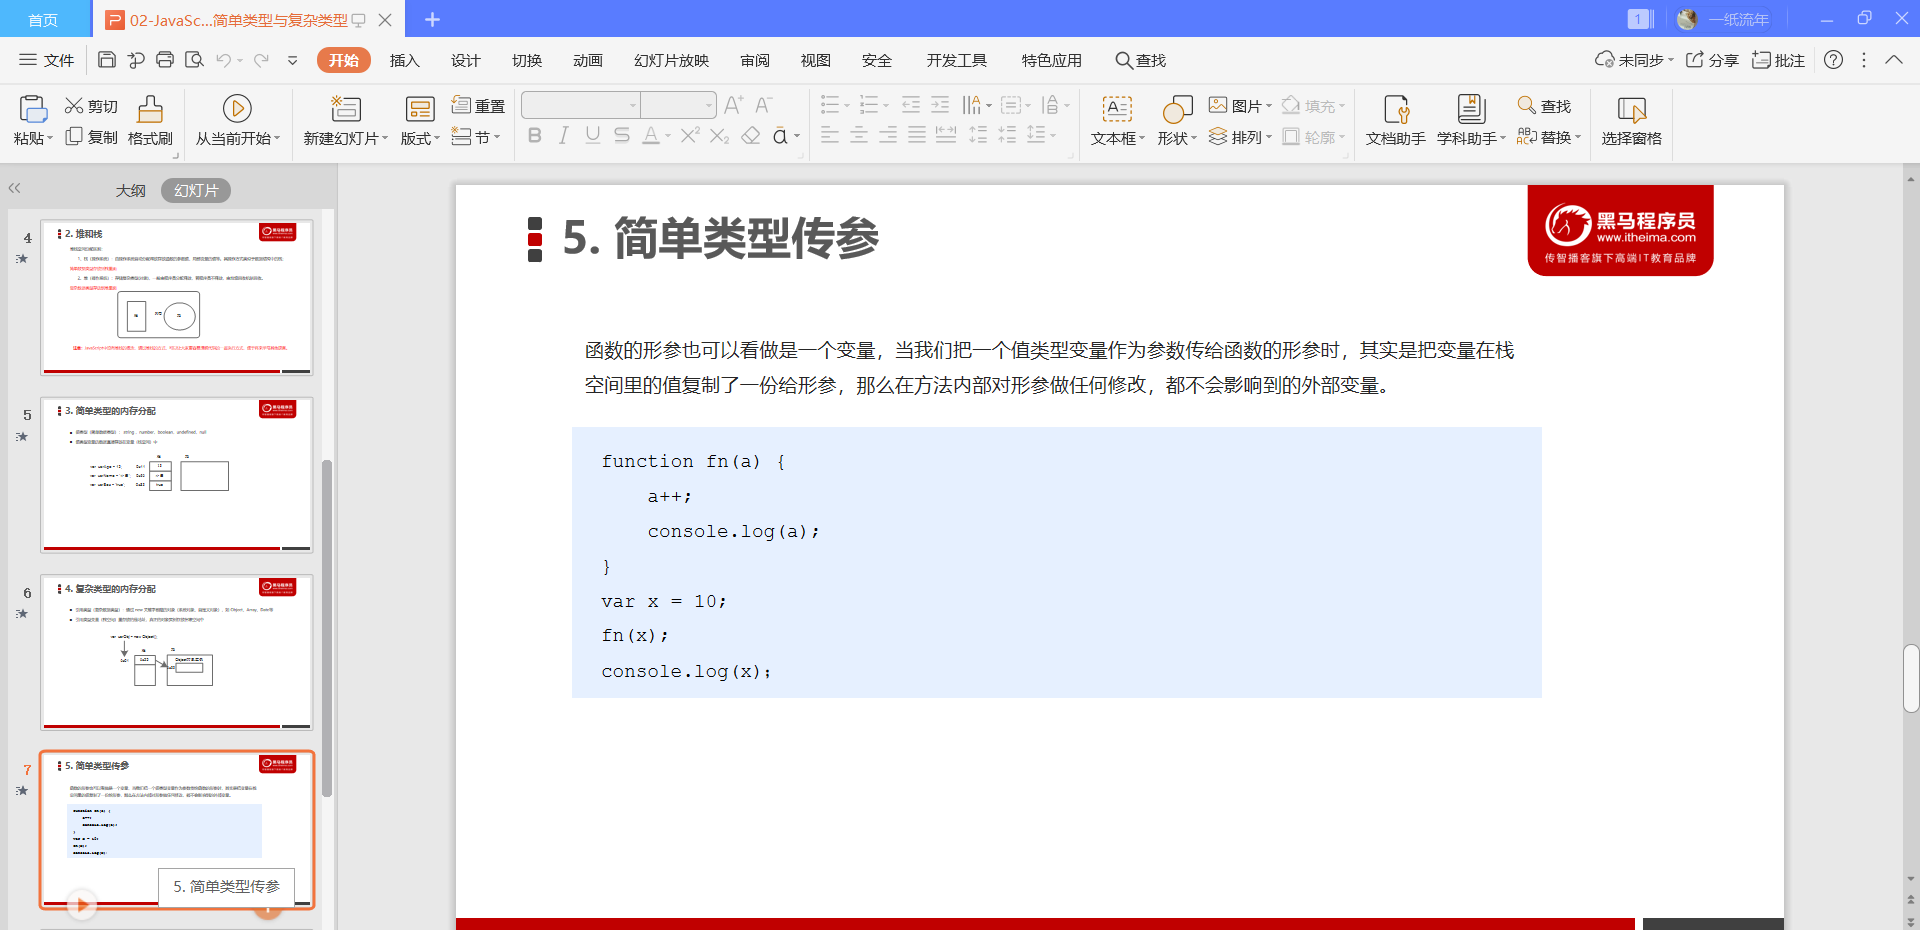 首页
02-JavaSc...简单类型与复杂类型
1
一纸流年
文件
开始
插入
设计
切换
动画
幻灯片放映
审阅
视图
安全
开发工具
特色应用
查找
未同步
分享
批注
粘贴
剪切
复制
格式刷
从当前开始
新建幻灯片
版式
重置
节
文本框
形状
图片
排列
填充
轮廓
文档助手
学科助手
查找
替换
选择窗格
大纲
幻灯片
4
2. 堆和栈
5
3. 简单类型的内存分配
6
4. 复杂类型的内存分配
7
5. 简单类型传参
5. 简单类型传参
5. 简单类型传参
黑马程序员
www.itheima.com
传智播客旗下高端IT教育品牌
函数的形参也可以看做是一个变量，当我们把一个值类型变量作为参数传给函数的形参时，其实是把变量在栈
空间里的值复制了一份给形参，那么在方法内部对形参做任何修改，都不会影响到的外部变量。
function fn(a) {
a++;
console.log(a);
}
var x = 10;
fn(x);
console.log(x);